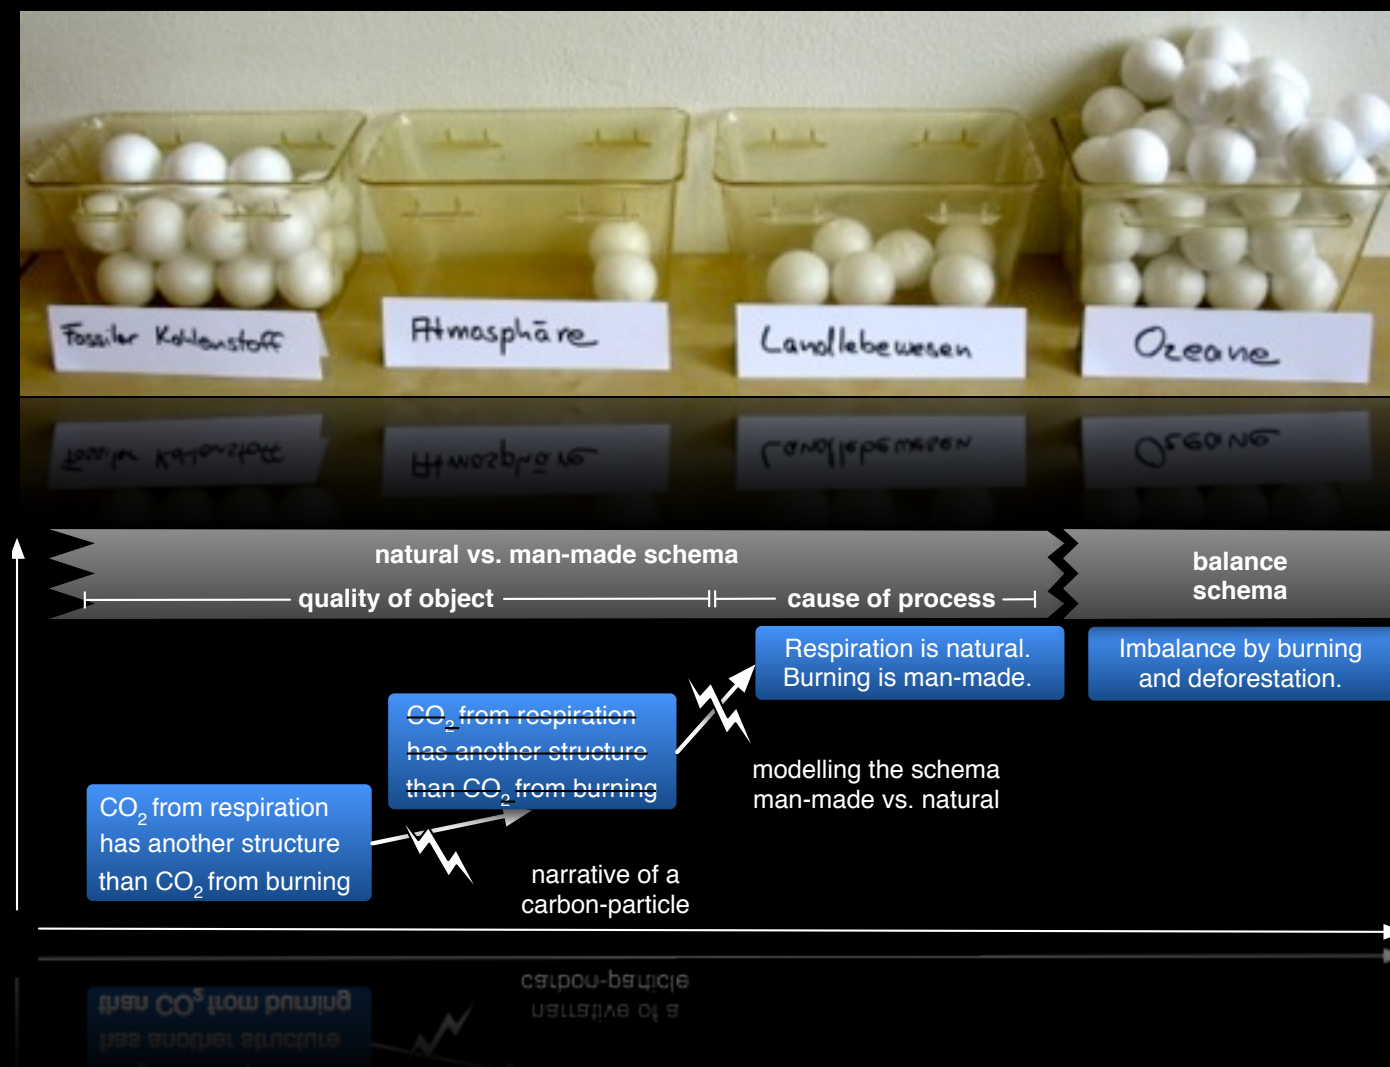 Fossiler Kohlenstoff
Atmosphäre
Landlebewesen
Ozeane
natural vs. man-made schema
quality of object
cause of process
balance
schema
Respiration is natural.
Burning is man-made.
Imbalance by burning
and deforestation.
CO2 from respiration
has another structure
than CO2 from burning
modelling the schema
man-made vs. natural
CO2 from respiration
has another structure
than CO2 from burning
narrative of a
carbon-particle